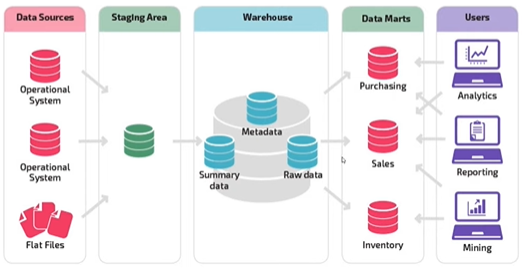 Data Sources
Staging Area
Warehouse
Data Marts
Users
Operational
System
Operational
System
Flat Files
Metadata
Summary
data
Raw data
Purchasing
Sales
Inventory
Analytics
Reporting
Mining